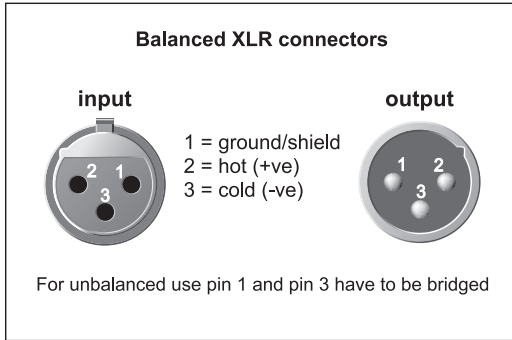 Balanced XLR connectors
input
output
1 = ground/shield
2 = hot (+ve)
3 = cold (-ve)
2 1
3
1 2
3
For unbalanced use pin 1 and pin 3 have to be bridged